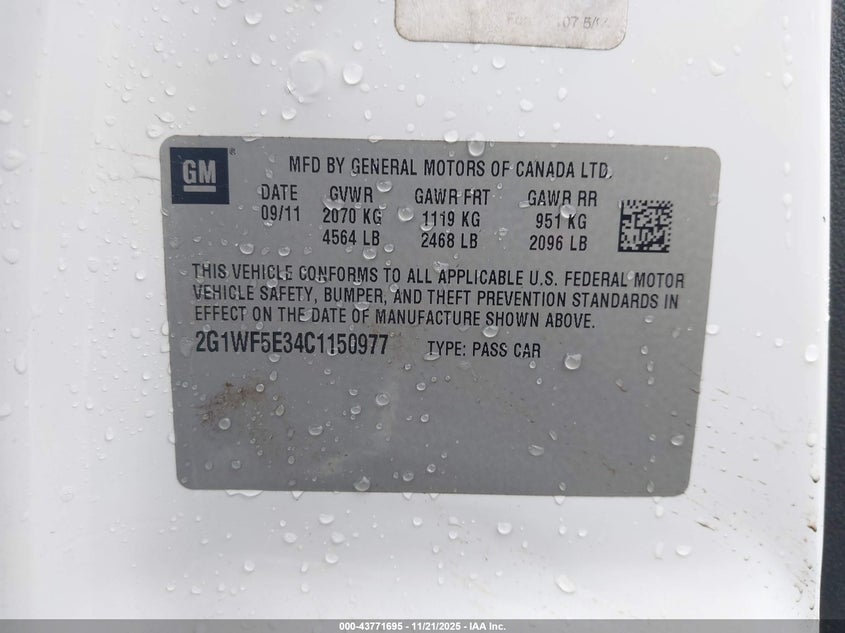 07 B/
GM ®
MFD BY GENERAL MOTORS OF CANADA LTD.
DATE GVWR GAWR FRT GAWR RR
09/11 2070 KG 1119 KG 951 KG
4564 LB 2468 LB 2096 LB
THIS VEHICLE CONFORMS TO ALL APPLICABLE U.S. FEDERAL MOTOR
VEHICLE SAFETY, BUMPER, AND THEFT PREVENTION STANDARDS IN
EFFECT ON THE DATE OF MANUFACTURE SHOWN ABOVE.
2G1WF5E34C1150977 TYPE: PASS CAR
000-43771695 - 11/21/2025 - IAA Inc.